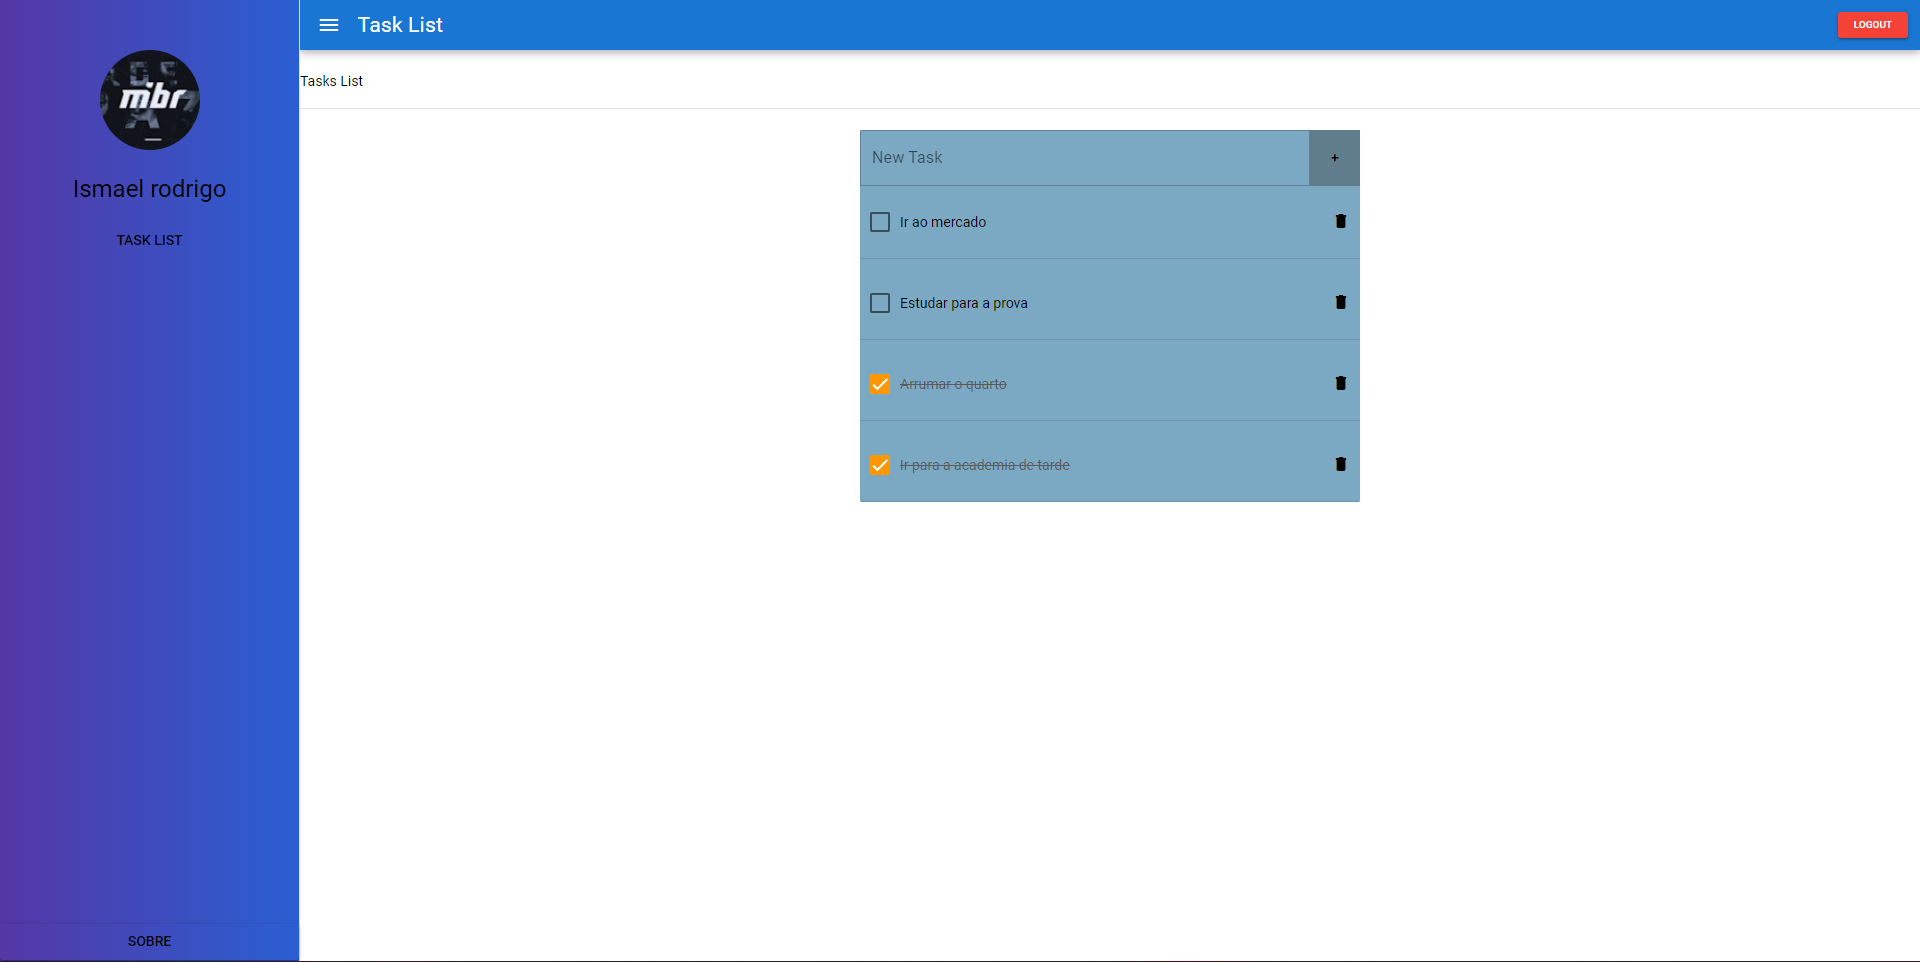 mbr
Ismael rodrigo
TASK LIST
SOBRE
Task List
LOGOUT
Tasks List
New Task
+
Ir ao mercado
Estudar para a prova
Arrumar o quarto
Ir para a academia de tarde